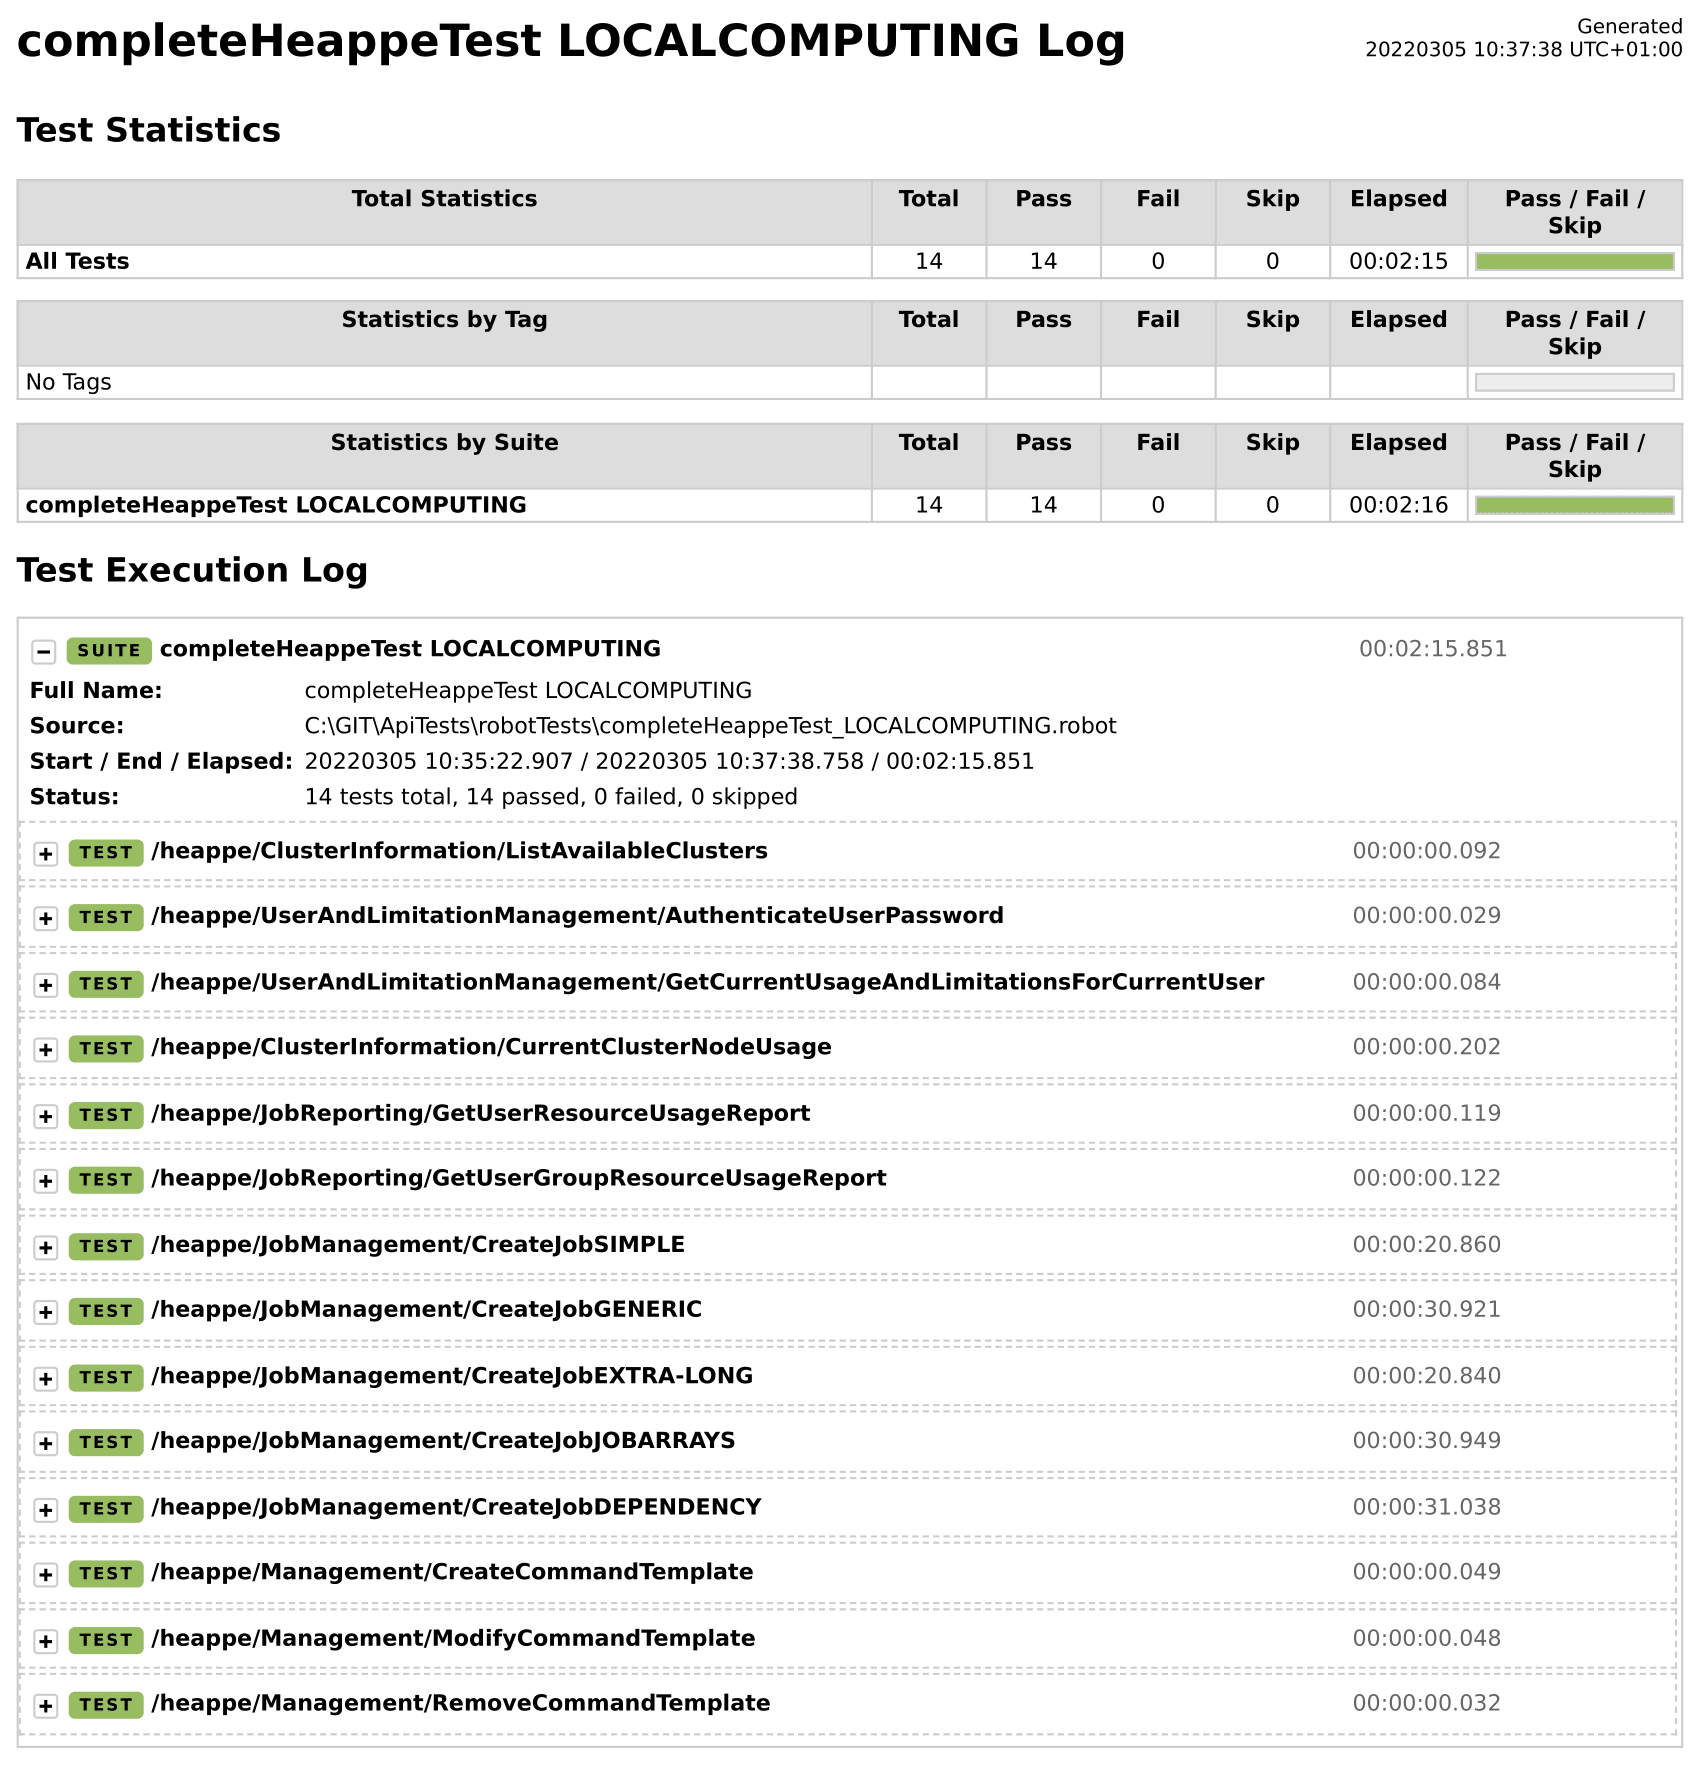 completeHeappeTest LOCALCOMPUTING Log
Generated
20220305 10:37:38 UTC+01:00
Test Statistics
Total Statistics Total Pass Fail Skip Elapsed Pass / Fail / Skip
All Tests 14 14 0 0 00:02:15
Statistics by Tag Total Pass Fail Skip Elapsed Pass / Fail / Skip
No Tags
Statistics by Suite Total Pass Fail Skip Elapsed Pass / Fail / Skip
completeHeappeTest LOCALCOMPUTING 14 14 0 0 00:02:16
Test Execution Log
− SUITE completeHeappeTest LOCALCOMPUTING 00:02:15.851
Full Name: completeHeappeTest LOCALCOMPUTING
Source: C:\GIT\ApiTests\robotTests\completeHeappeTest_LOCALCOMPUTING.robot
Start / End / Elapsed: 20220305 10:35:22.907 / 20220305 10:37:38.758 / 00:02:15.851
Status: 14 tests total, 14 passed, 0 failed, 0 skipped
+ TEST /heappe/ClusterInformation/ListAvailableClusters 00:00:00.092
+ TEST /heappe/UserAndLimitationManagement/AuthenticateUserPassword 00:00:00.029
+ TEST /heappe/UserAndLimitationManagement/GetCurrentUsageAndLimitationsForCurrentUser 00:00:00.084
+ TEST /heappe/ClusterInformation/CurrentClusterNodeUsage 00:00:00.202
+ TEST /heappe/JobReporting/GetUserResourceUsageReport 00:00:00.119
+ TEST /heappe/JobReporting/GetUserGroupResourceUsageReport 00:00:00.122
+ TEST /heappe/JobManagement/CreateJobSIMPLE 00:00:20.860
+ TEST /heappe/JobManagement/CreateJobGENERIC 00:00:30.921
+ TEST /heappe/JobManagement/CreateJobEXTRA-LONG 00:00:20.840
+ TEST /heappe/JobManagement/CreateJobJOBARRAYS 00:00:30.949
+ TEST /heappe/JobManagement/CreateJobDEPENDENCY 00:00:31.038
+ TEST /heappe/Management/CreateCommandTemplate 00:00:00.049
+ TEST /heappe/Management/ModifyCommandTemplate 00:00:00.048
+ TEST /heappe/Management/RemoveCommandTemplate 00:00:00.032